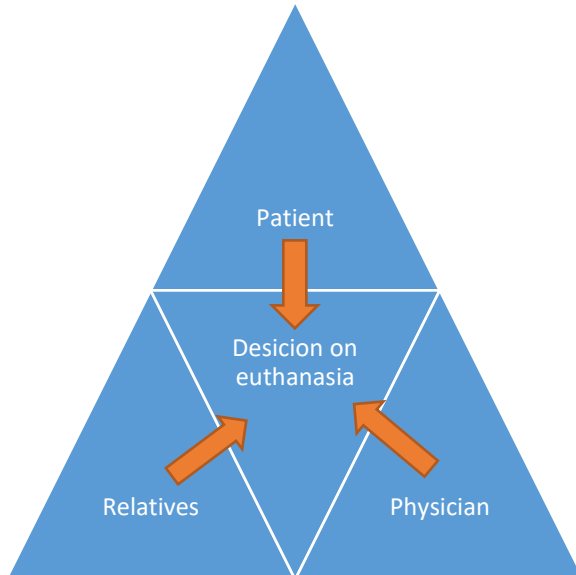 Patient
Desicion on
euthanasia
Relatives
Physician